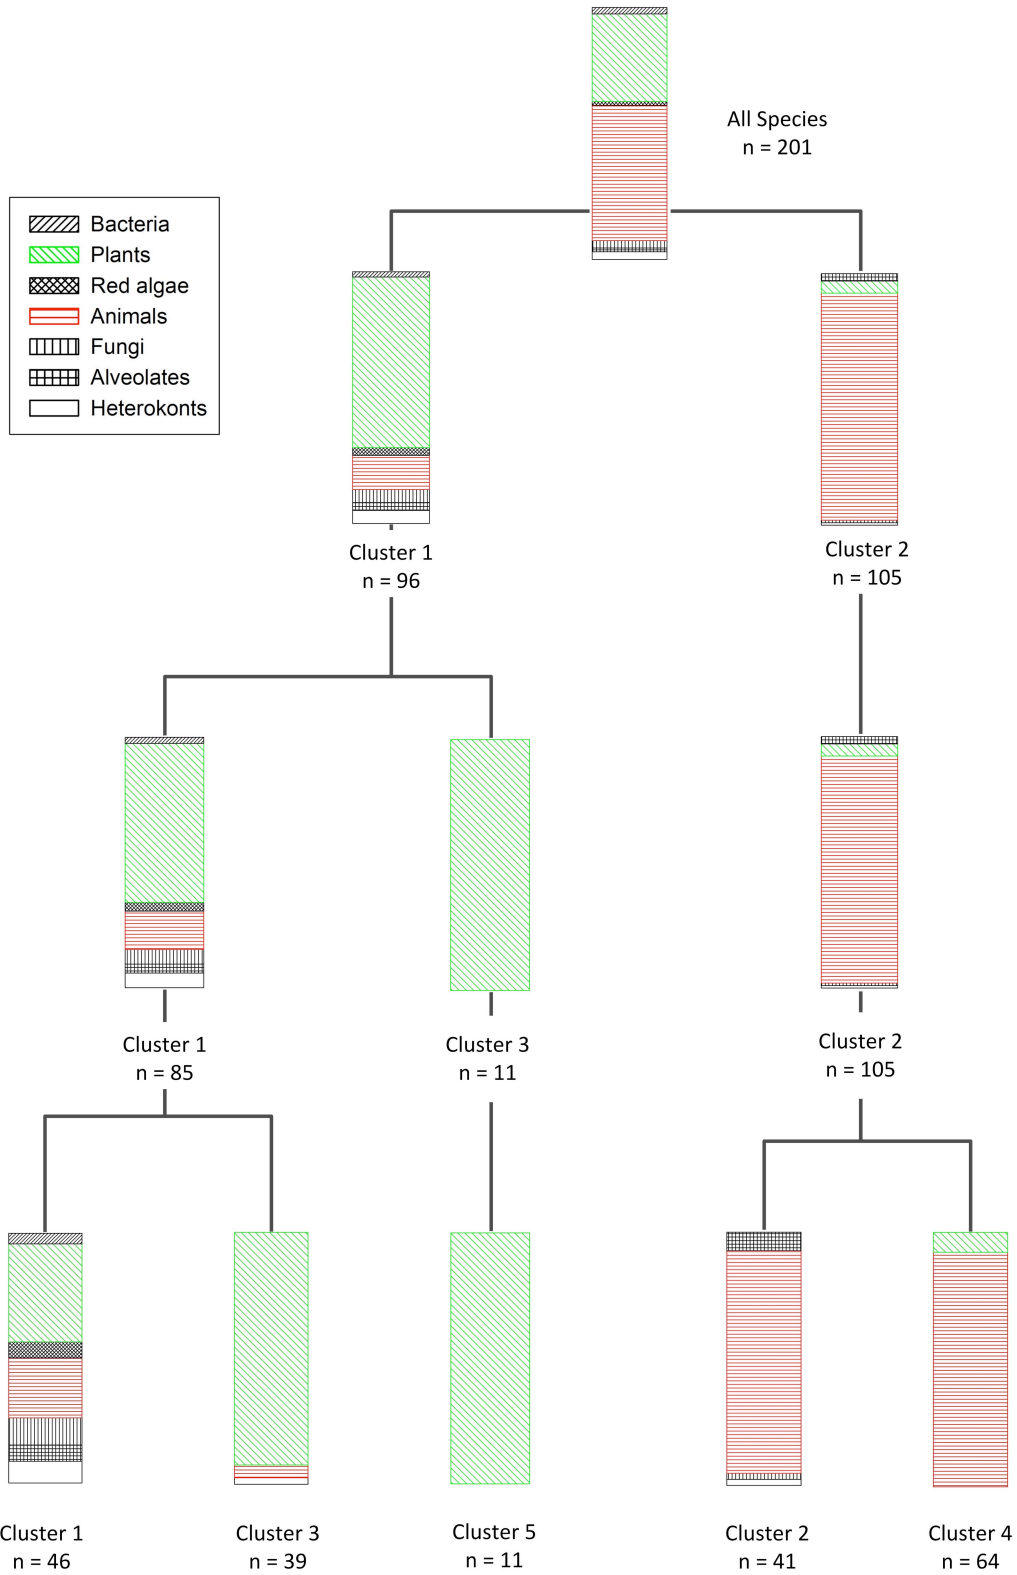 All Species
n = 201
Bacteria
Plants
Red algae
Animals
Fungi
Alveolates
Heterokonts
Cluster 1
n = 96
Cluster 2
n = 105
Cluster 1
n = 85
Cluster 3
n = 11
Cluster 2
n = 105
Cluster 1
n = 46
Cluster 3
n = 39
Cluster 5
n = 11
Cluster 2
n = 41
Cluster 4
n = 64